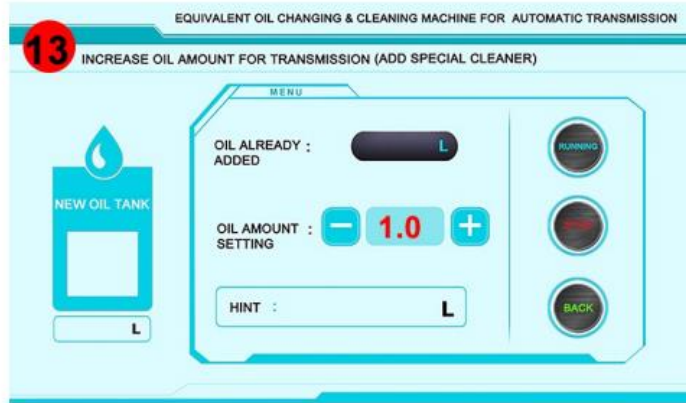 EQUIVALENT OIL CHANGING & CLEANING MACHINE FOR AUTOMATIC TRANSMISSION
13
INCREASE OIL AMOUNT FOR TRANSMISSION (ADD SPECIAL CLEANER)
MENU
OIL ALREADY :
ADDED
L
RUNNING
NEW OIL TANK
OIL AMOUNT :
SETTING
− 1.0 +
HINT :
L
BACK
L